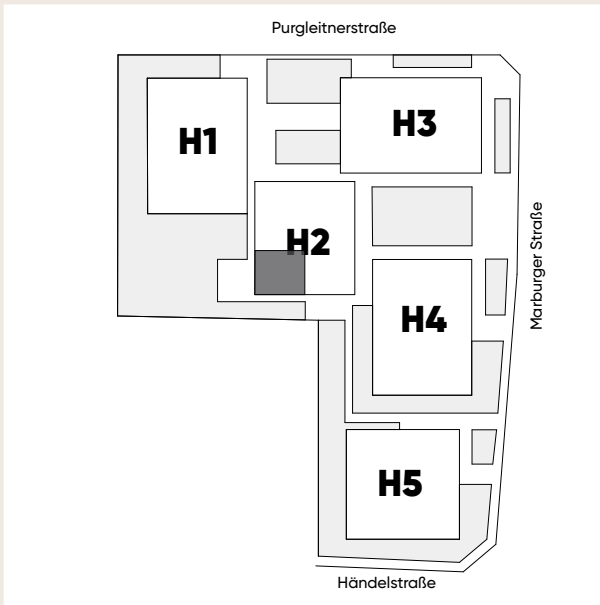 Purgleitnerstraße
H1
H3
H2
Marburger Straße
H4
H5
Händelstraße